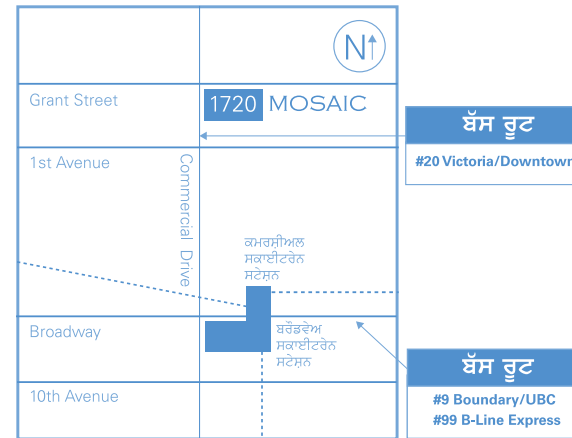 N↑
Grant Street
1720 MOSAIC
ਬੱਸ ਰੂਟ
#20 Victoria/Downtown
1st Avenue
Commercial Drive
ਕਮਰਸ਼ੀਅਲ
ਸਕਾਈਟਰੇਨ
ਸਟੇਸ਼ਨ
Broadway
ਬਰੌਡਵੇਅ
ਸਕਾਈਟਰੇਨ
ਸਟੇਸ਼ਨ
ਬੱਸ ਰੂਟ
#9 Boundary/UBC
#99 B-Line Express
10th Avenue